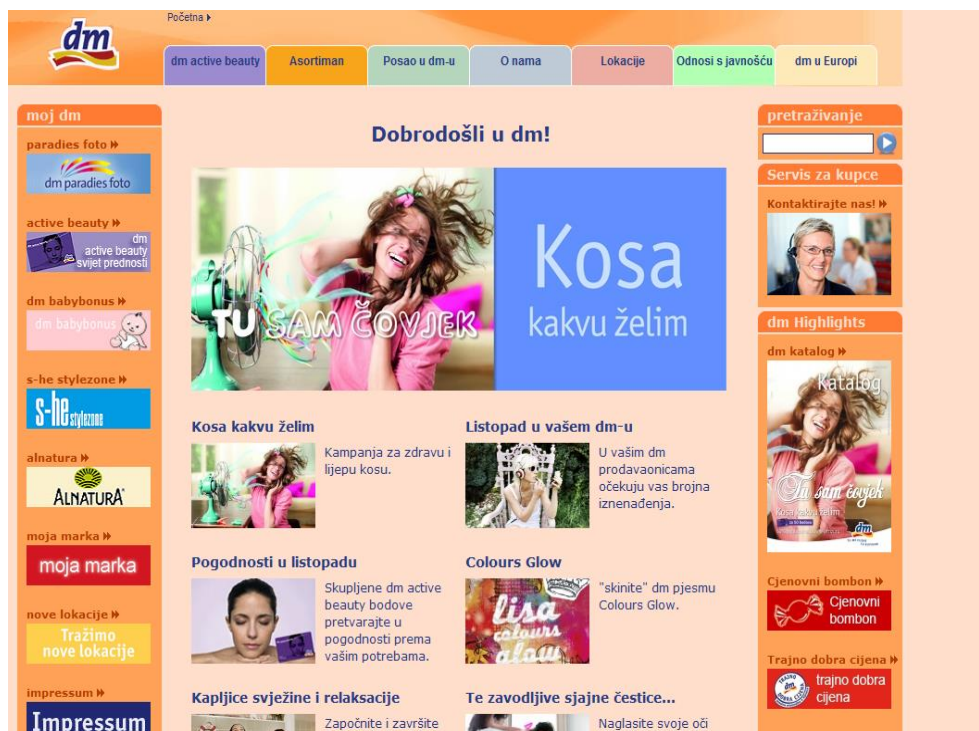 dm
Početna
dm active beauty
Asortiman
Posao u dm-u
O nama
Lokacije
Odnosi s javnošću
dm u Europi
moj dm
paradies foto
dm paradies foto
active beauty
dm
active beauty
svijet prednosti
dm babybonus
dm babybonus
s-he stylezone
s-he stylezone
alnatura
ALNATURA
moja marka
moja marka
nove lokacije
Tražimo
nove lokacije
impressum
Impressum
Dobrodošli u dm!
TU SAM ČOVJEK
Kosa
kakvu želim
Kosa kakvu želim
Kampanja za zdravu i
lijepu kosu.
Listopad u vašem dm-u
U vašim dm
prodavaonicama
očekuju vas brojna
iznenađenja.
Pogodnosti u listopadu
Skupljene dm active
beauty bodove
pretvarajte u
pogodnosti prema
vašim potrebama.
Colours Glow
lisa
colours
glow
"skinite" dm pjesmu
Colours Glow.
Kapljice svježine i relaksacije
Započnite i završite
Te zavodljive sjajne čestice...
Naglasite svoje oči
pretraživanje
Servis za kupce
Kontaktirajte nas!
dm Highlights
dm katalog
Katalog
Tu sam čovjek
Kosa kakvu želim
dm
Cjenovni bombon
Cjenovni
bombon
Trajno dobra cijena
TRAJNO
dm
DOBRA CIJENA
trajno dobra
cijena